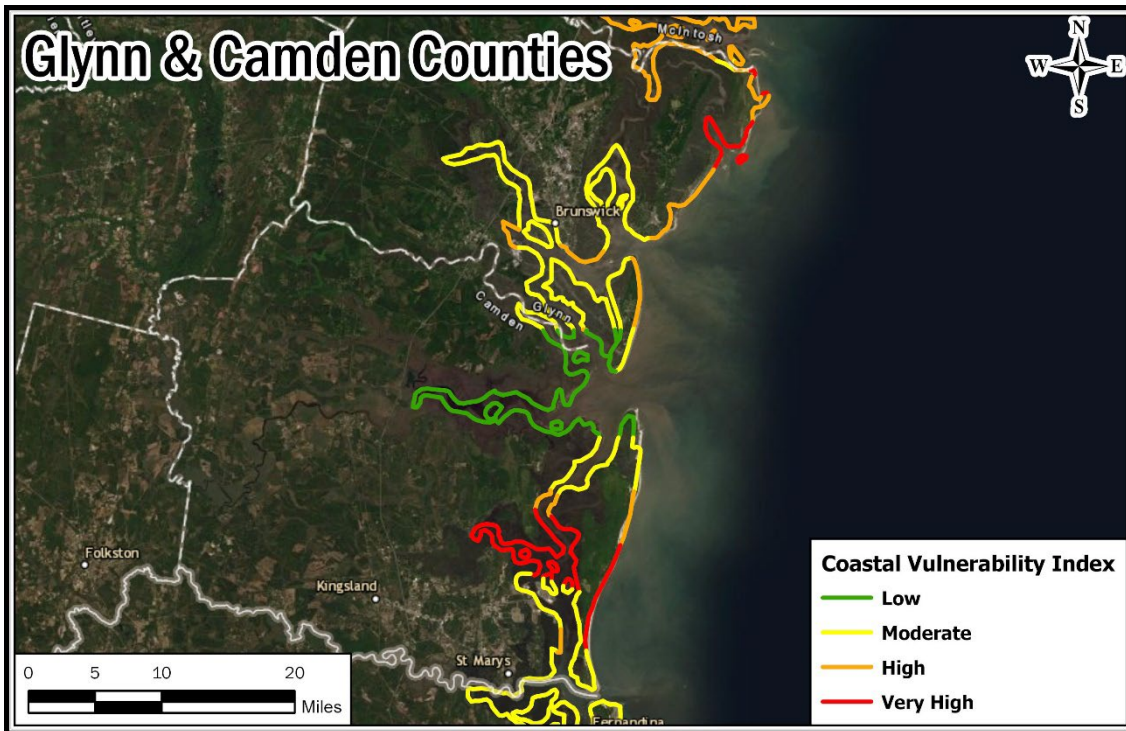 Glynn & Camden Counties
McIntosh
N
W E
S
Brunswick
Glynn
Camden
Folkston
Kingsland
St Marys
Fernandina
0 5 10 20
Miles
Coastal Vulnerability Index
Low
Moderate
High
Very High